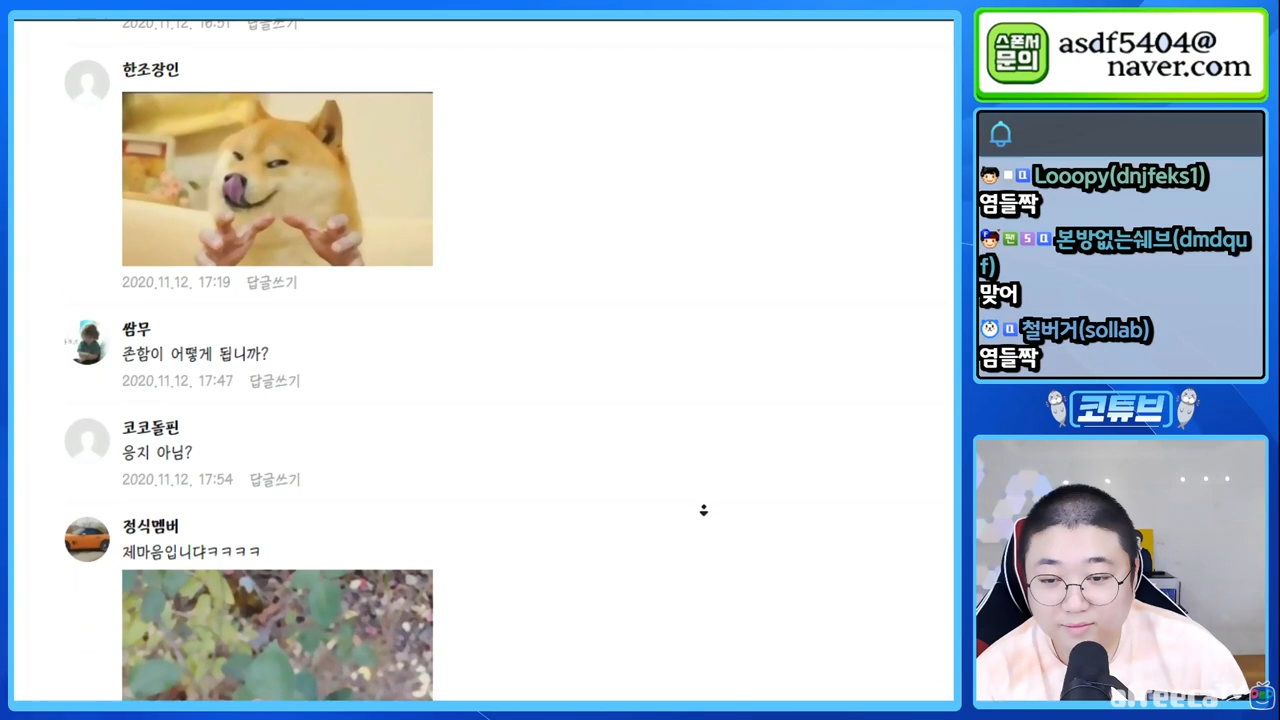 2020.11.12. 16:51 답글쓰기
한조장인
2020.11.12. 17:19 답글쓰기
쌈무
존함이 어떻게 됩니까?
2020.11.12. 17:47 답글쓰기
코코돌핀
응지 아님?
2020.11.12. 17:54 답글쓰기
정식멤버
제마음입니댜ㅋㅋㅋㅋ
스폰서
문의
asdf5404@
naver.com
Looopy(dnjfeks1)
염들짝
팬 5 본방없는쉐브(dmdqu
f)
맞어
철버거(sollab)
염들짝
코튜브
afreeca